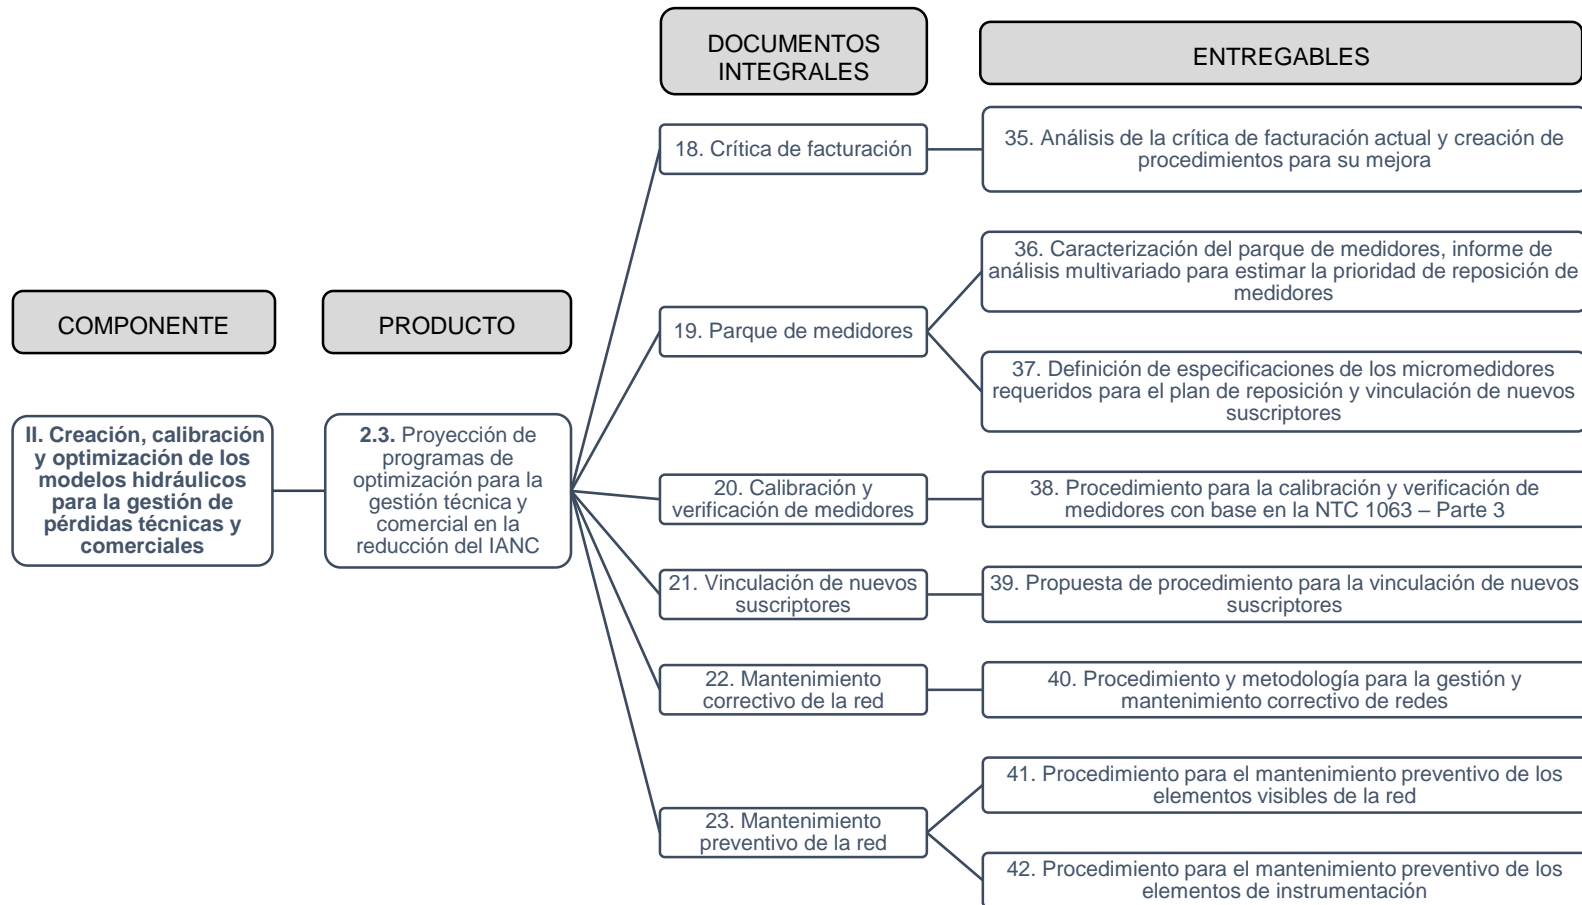 DOCUMENTOS
INTEGRALES
ENTREGABLES
COMPONENTE
PRODUCTO
II. Creación, calibración
y optimización de los
modelos hidráulicos
para la gestión de
pérdidas técnicas y
comerciales
2.3. Proyección de
programas de
optimización para la
gestión técnica y
comercial en la
reducción del IANC
18. Crítica de facturación
35. Análisis de la crítica de facturación actual y creación de
procedimientos para su mejora
19. Parque de medidores
36. Caracterización del parque de medidores, informe de
análisis multivariado para estimar la prioridad de reposición de
medidores
37. Definición de especificaciones de los micromedidores
requeridos para el plan de reposición y vinculación de nuevos
suscriptores
20. Calibración y
verificación de medidores
38. Procedimiento para la calibración y verificación de
medidores con base en la NTC 1063 – Parte 3
21. Vinculación de nuevos
suscriptores
39. Propuesta de procedimiento para la vinculación de nuevos
suscriptores
22. Mantenimiento
correctivo de la red
40. Procedimiento y metodología para la gestión y
mantenimiento correctivo de redes
23. Mantenimiento
preventivo de la red
41. Procedimiento para el mantenimiento preventivo de los
elementos visibles de la red
42. Procedimiento para el mantenimiento preventivo de los
elementos de instrumentación